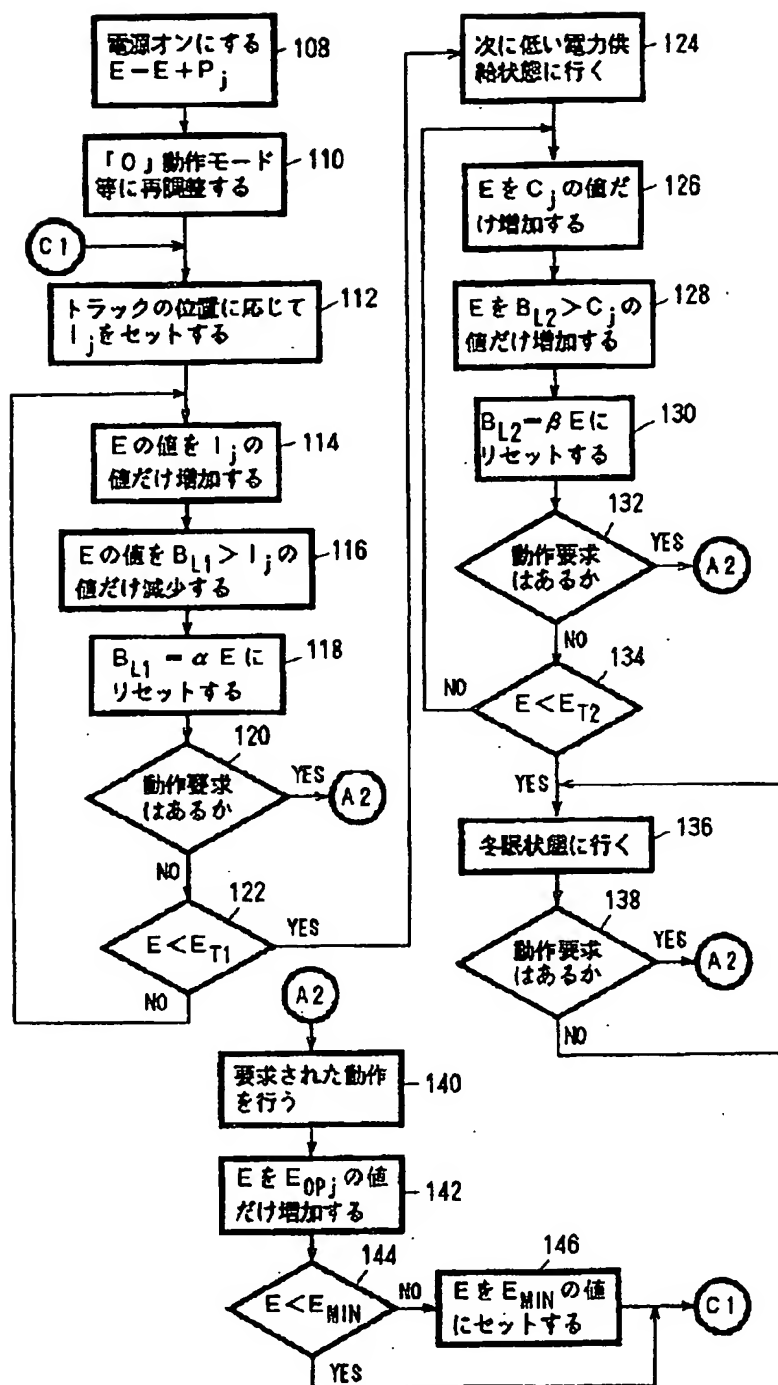 電源オンにする
E－E＋Pj
108
「0」動作モード
等に再調整する
110
C1
トラックの位置に応じて
Ijをセットする
112
Eの値をIjの
値だけ増加する
114
Eの値をBL1＞Ijの
値だけ減少する
116
BL1－αEに
リセットする
118
120
動作要求
はあるか
YES
A2
NO
122
E＜ET1
YES
NO
次に低い電力供
給状態に行く
124
EをCjの値だ
け増加する
126
EをBL2＞Cjの
値だけ増加する
128
BL2－βEに
リセットする
130
132
動作要求
はあるか
YES
A2
NO
134
NO
E＜ET2
YES
冬眠状態に行く
136
138
動作要求
はあるか
YES
A2
NO
A2
要求された動作
を行う
140
EをEOPjの値
だけ増加する
142
144
E＜EMIN
NO
146
EをEMINの値
にセットする
C1
YES